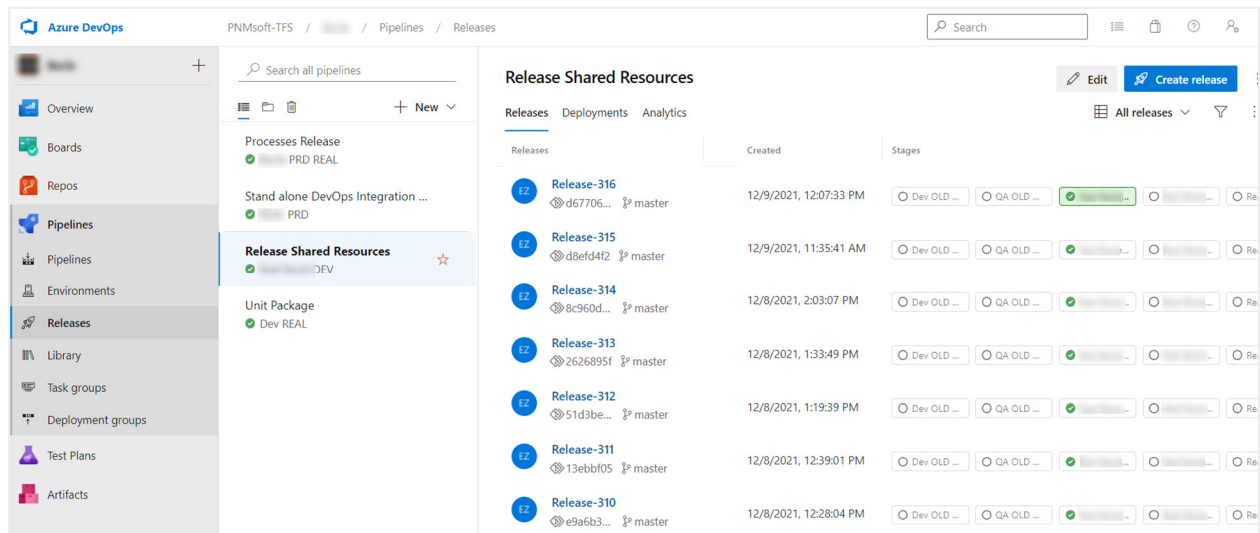 Azure DevOps
PNMsoft-TFS / / Pipelines / Releases
Search
Overview
Boards
Repos
Pipelines
Pipelines
Environments
Releases
Library
Task groups
Deployment groups
Test Plans
Artifacts
Search all pipelines
New
Processes Release
PRD REAL
Stand alone DevOps Integration ...
PRD
Release Shared Resources
DEV
Unit Package
Dev REAL
Release Shared Resources
Edit
Create release
Releases Deployments Analytics
All releases
Releases Created Stages
EZ Release-316 12/9/2021, 12:07:33 PM Dev OLD ... QA OLD ... .. ... Re
d67706... master
EZ Release-315 12/9/2021, 11:35:41 AM Dev OLD ... QA OLD ... ... ... Re
d8efd4f2 master
EZ Release-314 12/8/2021, 2:03:07 PM Dev OLD ... QA OLD ... .. .. Re
8c960d... master
EZ Release-313 12/8/2021, 1:33:49 PM Dev OLD ... QA OLD ... .. .. Re
2626895f master
EZ Release-312 12/8/2021, 1:19:39 PM Dev OLD ... QA OLD ... .. .. Re
51d3be... master
EZ Release-311 12/8/2021, 12:39:01 PM Dev OLD ... QA OLD ... ... ... Re
13ebbf05 master
EZ Release-310 12/8/2021, 12:28:04 PM Dev OLD ... QA OLD ... .. .. Re
e9a6b3... master